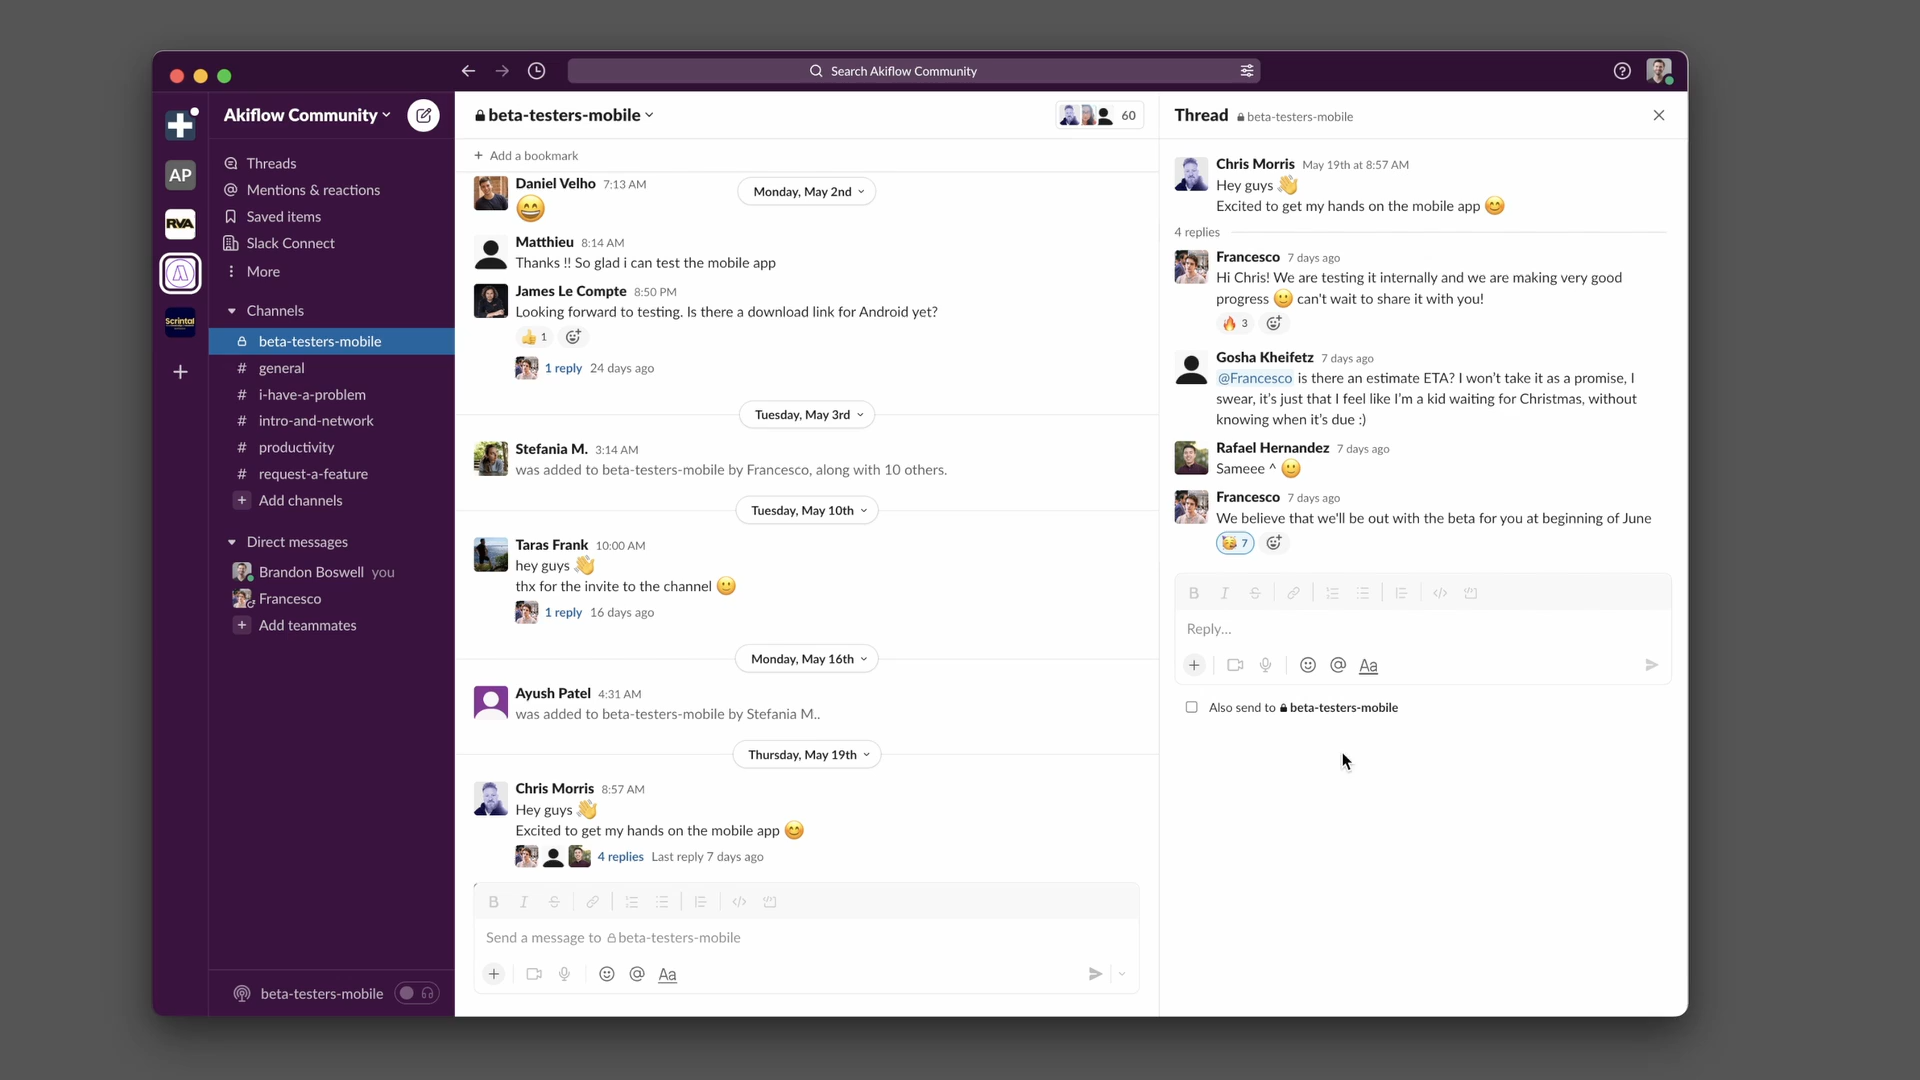 Search Akiflow Community
Akiflow Community
AP
RVA
Scrintal
Threads
Mentions & reactions
Saved items
Slack Connect
More
Channels
beta-testers-mobile
# general
# i-have-a-problem
# intro-and-network
# productivity
# request-a-feature
+ Add channels
Direct messages
Brandon Boswell you
Francesco
+ Add teammates
beta-testers-mobile
beta-testers-mobile
60
+ Add a bookmark
Daniel Velho 7:13 AM
Monday, May 2nd
😄
Matthieu 8:14 AM
Thanks !! So glad i can test the mobile app
James Le Compte 8:50 PM
Looking forward to testing. Is there a download link for Android yet?
👍 1
1 reply 24 days ago
Tuesday, May 3rd
Stefania M. 3:14 AM
was added to beta-testers-mobile by Francesco, along with 10 others.
Tuesday, May 10th
Taras Frank 10:00 AM
hey guys 👋
thx for the invite to the channel 🙂
1 reply 16 days ago
Monday, May 16th
Ayush Patel 4:31 AM
was added to beta-testers-mobile by Stefania M..
Thursday, May 19th
Chris Morris 8:57 AM
Hey guys 👋
Excited to get my hands on the mobile app 😊
4 replies Last reply 7 days ago
B I S
Send a message to beta-testers-mobile
+ @ Aa
Thread beta-testers-mobile
Chris Morris May 19th at 8:57 AM
Hey guys 👋
Excited to get my hands on the mobile app 😊
4 replies
Francesco 7 days ago
Hi Chris! We are testing it internally and we are making very good
progress 🙂 can't wait to share it with you!
🔥 3
Gosha Kheifetz 7 days ago
@Francesco is there an estimate ETA? I won't take it as a promise, I
swear, it's just that I feel like I'm a kid waiting for Christmas, without
knowing when it's due :)
Rafael Hernandez 7 days ago
Sameee ^ 🙂
Francesco 7 days ago
We believe that we'll be out with the beta for you at beginning of June
🥳 7
B I S
Reply...
+ @ Aa
Also send to beta-testers-mobile